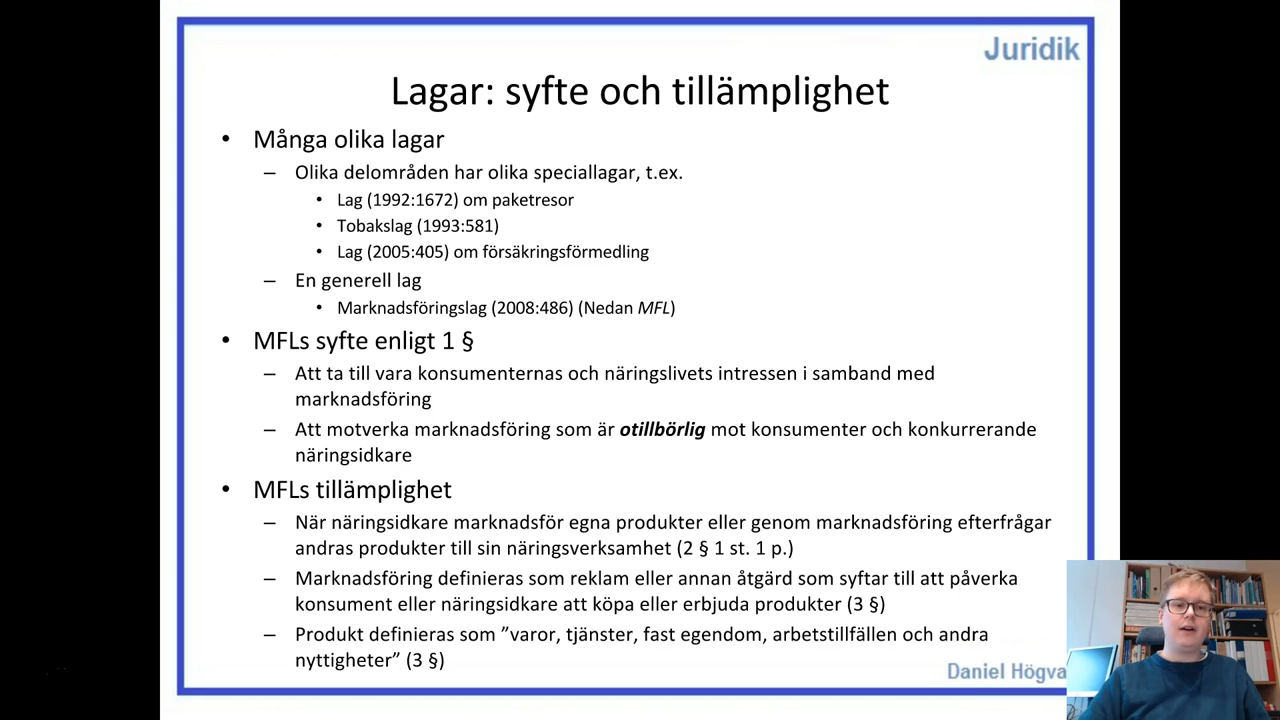 Juridik
Lagar: syfte och tillämplighet
• Många olika lagar
– Olika delområden har olika speciallagar, t.ex.
• Lag (1992:1672) om paketresor
• Tobakslag (1993:581)
• Lag (2005:405) om försäkringsförmedling
– En generell lag
• Marknadsföringslag (2008:486) (Nedan MFL)
• MFLs syfte enligt 1 §
– Att ta till vara konsumenternas och näringslivets intressen i samband med
marknadsföring
– Att motverka marknadsföring som är otillbörlig mot konsumenter och konkurrerande
näringsidkare
• MFLs tillämplighet
– När näringsidkare marknadsför egna produkter eller genom marknadsföring efterfrågar
andras produkter till sin näringsverksamhet (2 § 1 st. 1 p.)
– Marknadsföring definieras som reklam eller annan åtgärd som syftar till att påverka
konsument eller näringsidkare att köpa eller erbjuda produkter (3 §)
– Produkt definieras som ”varor, tjänster, fast egendom, arbetstillfällen och andra
nyttigheter” (3 §)
Daniel Högva